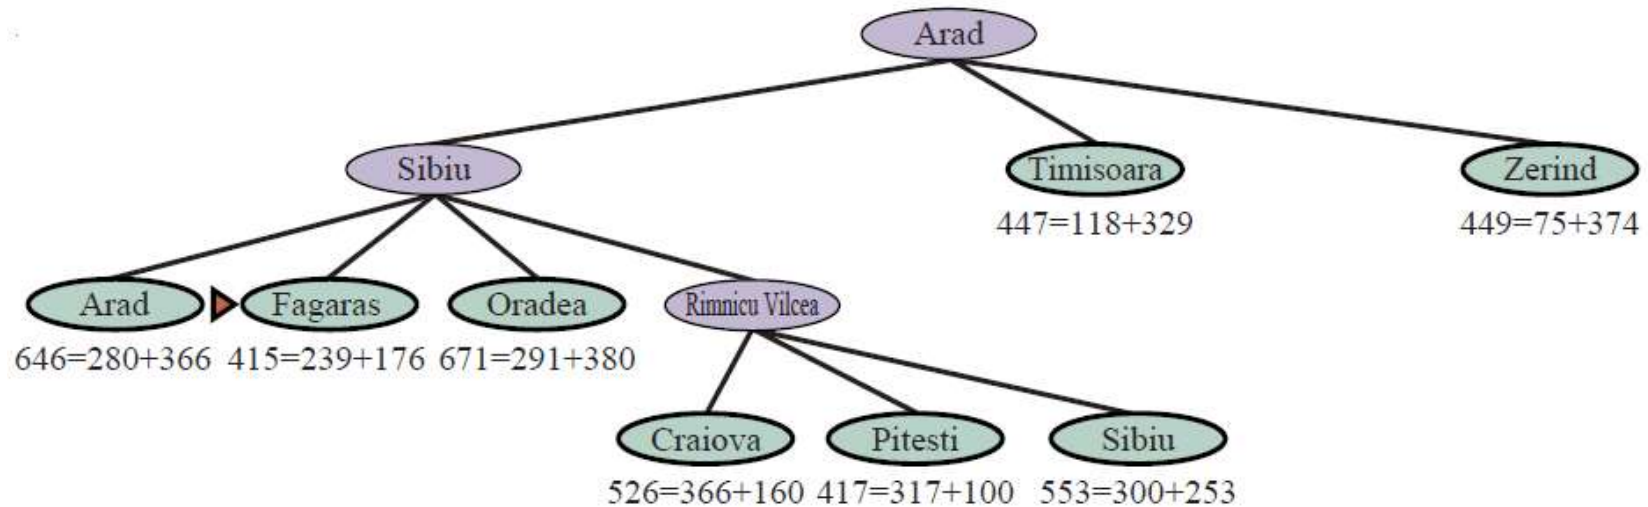 Arad
Sibiu Timisoara Zerind
447=118+329 449=75+374
Arad Fagaras Oradea Rimnicu Vilcea
646=280+366 415=239+176 671=291+380
Craiova Pitesti Sibiu
526=366+160 417=317+100 553=300+253